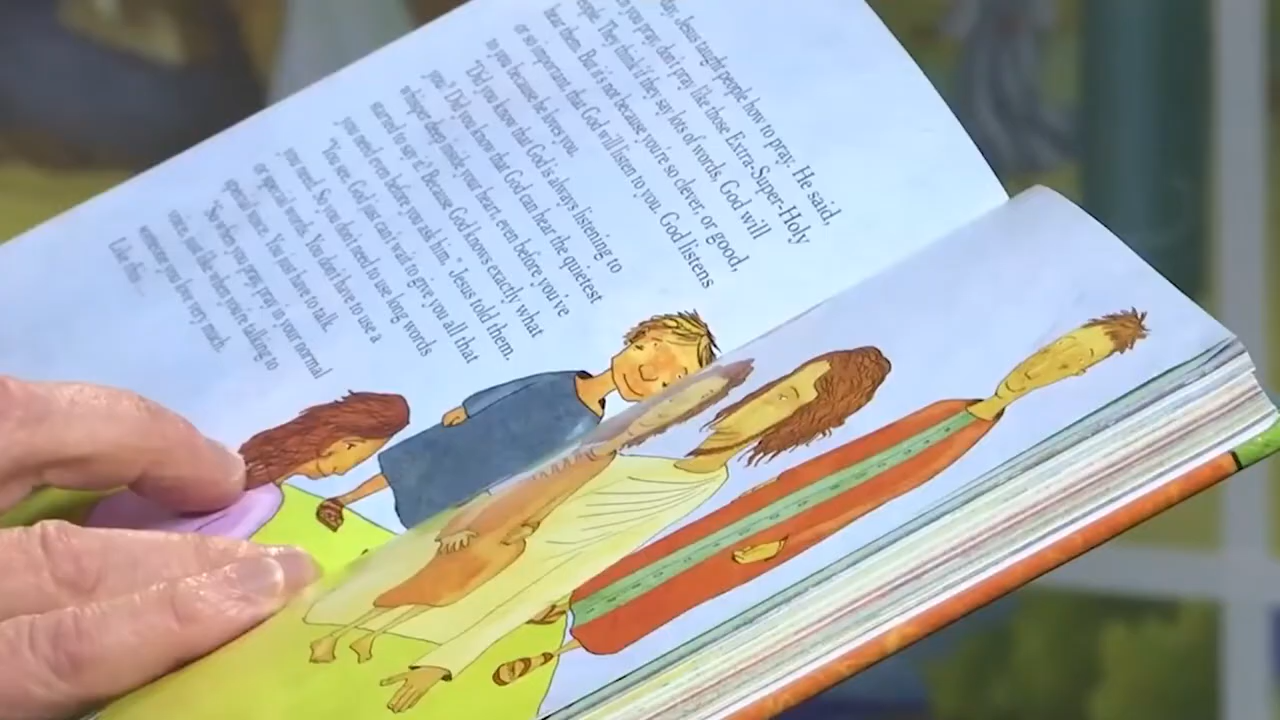 day, Jesus taught people how to pray. He said,
you pray, don't pray like those Extra-Super-Holy
People. They think if they say lots of words, God will
hear them. But it's not because you're so clever, or good,
or so important, that God will listen to you. God listens
to you because he loves you.
"Did you know that God is always listening to
you? Did you know that God can hear the quietest
whisper deep inside your heart, even before you've
started to say it? Because God knows exactly what
you need even before you ask him." Jesus told them.
"You see, God just can't wait to give you all that
you need. So you don't need to use long words
or special words. You don't have to use a
special voice. You just have to talk.
"So when you pray, pray in your normal
voice, just like when you're talking to
someone you love very much.
Like this...